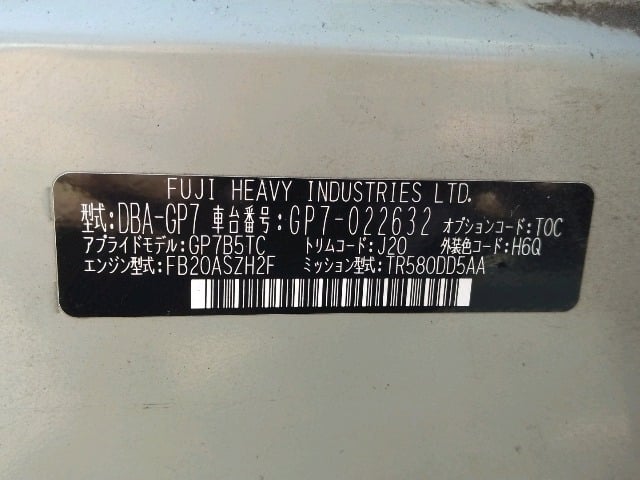 FUJI HEAVY INDUSTRIES LTD.
型式:DBA-GP7 車台番号:GP7-022632 オプションコード:TOC
アプライドモデル:GP7B5TC トリムコード:J20 外装色コード:H6Q
エンジン型式:FB20ASZH2F ミッション型式:TR580DD5AA